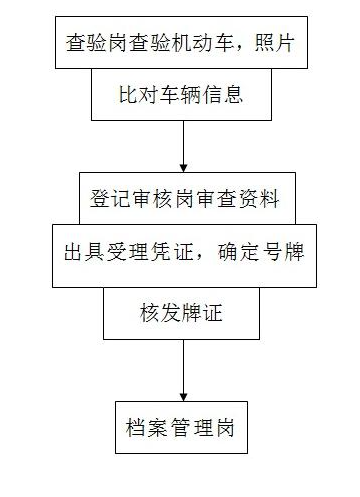 查验岗查验机动车，照片
比对车辆信息
登记审核岗审查资料
出具受理凭证，确定号牌
核发牌证
档案管理岗